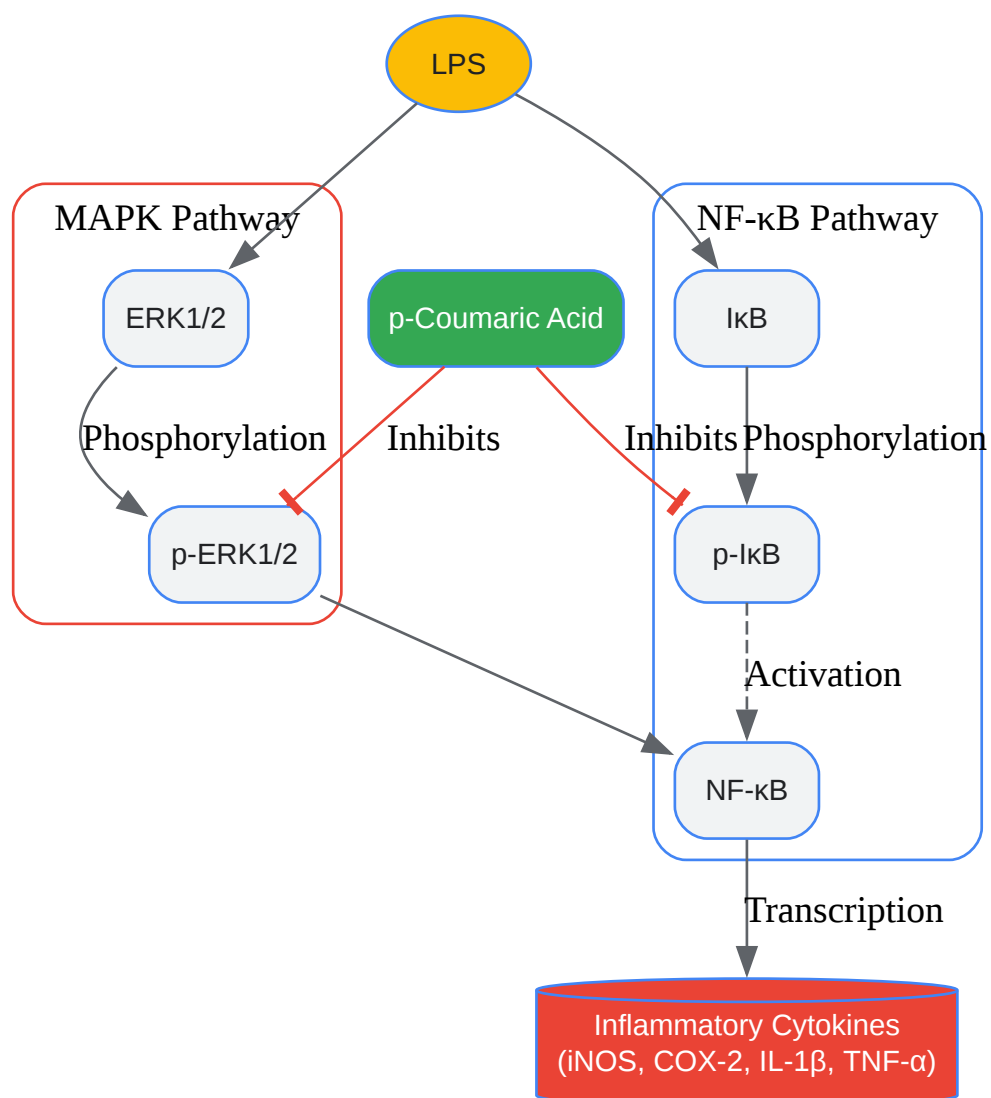 LPS
MAPK Pathway
NF-κB Pathway
ERK1/2
p-Coumaric Acid
IκB
Phosphorylation
Inhibits
Inhibits
Phosphorylation
p-ERK1/2
p-IκB
Activation
NF-κB
Transcription
Inflammatory Cytokines
(iNOS, COX-2, IL-1β, TNF-α)